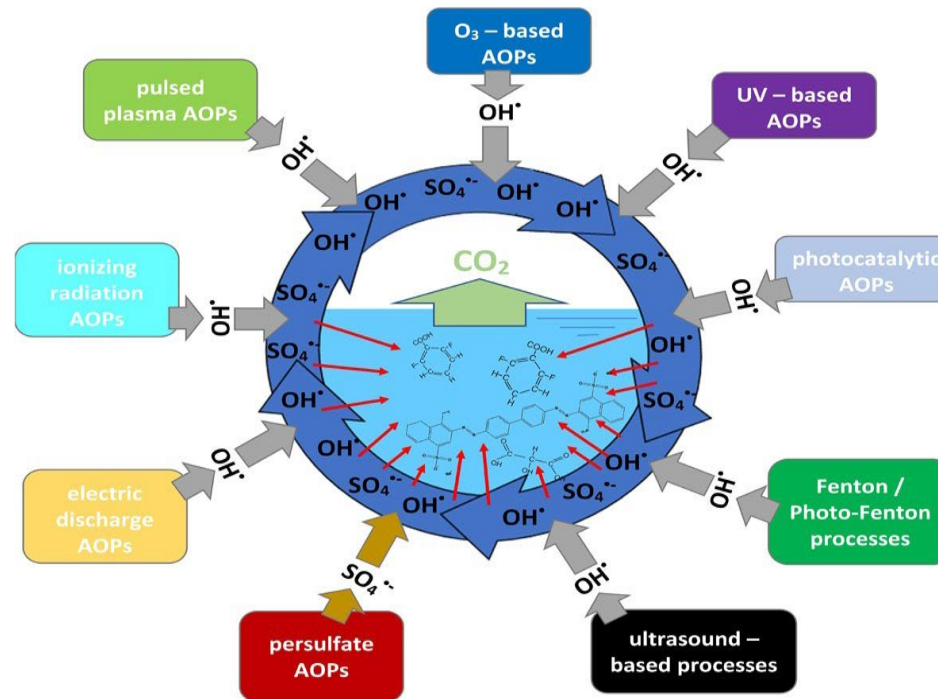 O₃ – based
AOPs
pulsed
plasma AOPs
UV – based
AOPs
OH•
OH•
OH•
SO₄•-
OH•
OH•
OH•
OH•
SO₄•-
ionizing
radiation AOPs
CO₂
photocatalytic
AOPs
OH•
SO₄•-
OH•
COOH
COOH
OH•
SO₄•-
SO₄•-
OH•
OH•
OH•
OH•
SO₄•-
SO₄•-
OH•
OH•
OH•
electric
discharge AOPs
Fenton /
Photo-Fenton
processes
SO₄•-
OH•
persulfate
AOPs
ultrasound –
based processes